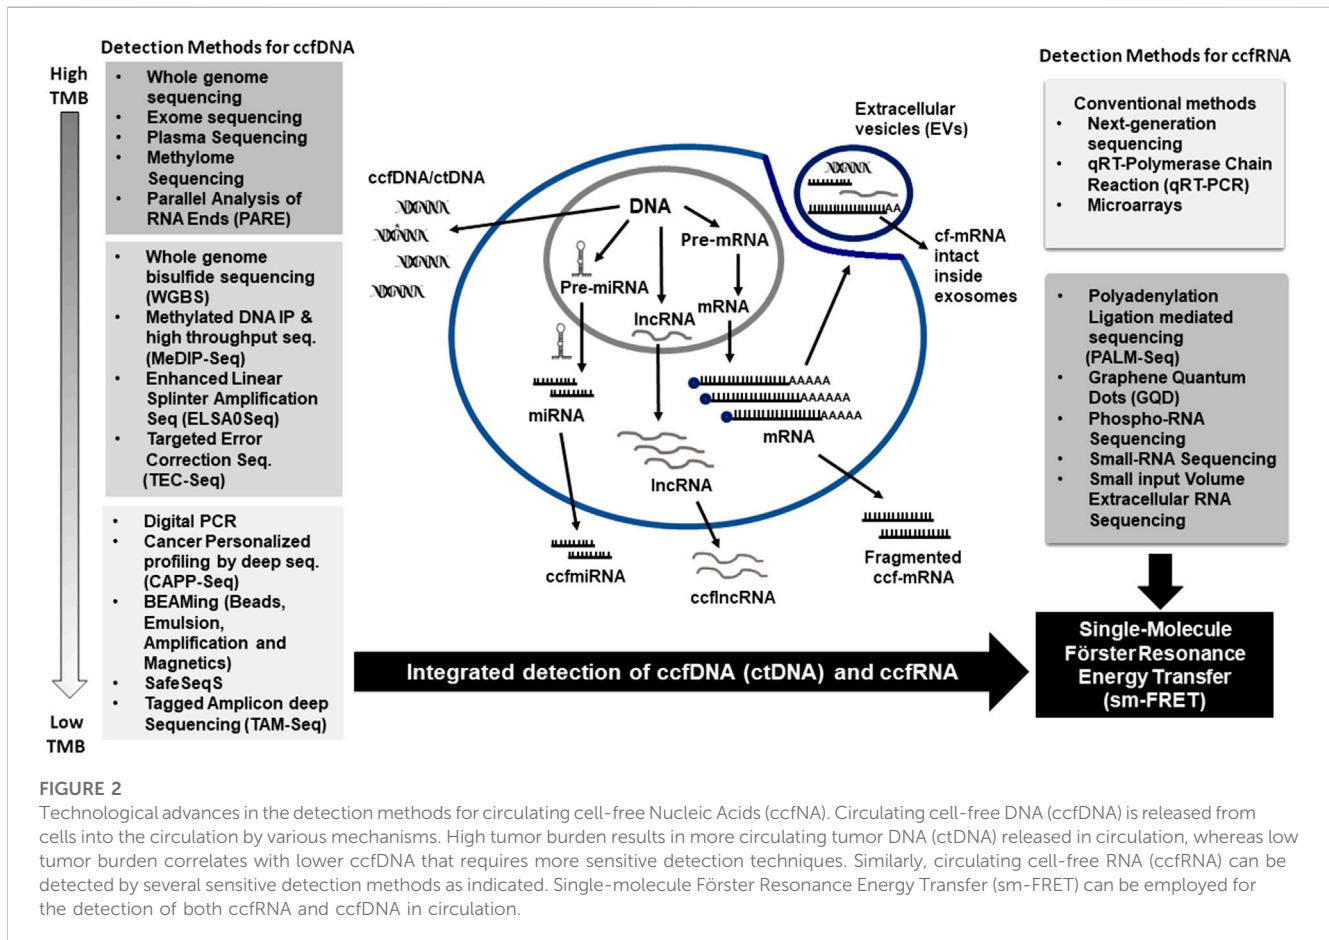 Detection Methods for ccfDNA
High
TMB
• Whole genome
sequencing
• Exome sequencing
• Plasma Sequencing
• Methylome
Sequencing
• Parallel Analysis of
RNA Ends (PARE)
• Whole genome
bisulfide sequencing
(WGBS)
• Methylated DNA IP &
high throughput seq.
(MeDIP-Seq)
• Enhanced Linear
Splinter Amplification
Seq (ELSA0Seq)
• Targeted Error
Correction Seq.
(TEC-Seq)
• Digital PCR
• Cancer Personalized
profiling by deep seq.
(CAPP-Seq)
• BEAMing (Beads,
Emulsion,
Amplification and
Magnetics)
• SafeSeqS
• Tagged Amplicon deep
Sequencing (TAM-Seq)
Low
TMB
ccfDNA/ctDNA
DNA
Pre-miRNA
Pre-mRNA
lncRNA
mRNA
miRNA
lncRNA
AAAAA
AAAAAA
AAAAA
mRNA
ccfmiRNA
ccflncRNA
Fragmented
ccf-mRNA
Extracellular
vesicles (EVs)
AA
cf-mRNA
intact
inside
exosomes
Integrated detection of ccfDNA (ctDNA) and ccfRNA
Detection Methods for ccfRNA
Conventional methods
• Next-generation
sequencing
• qRT-Polymerase Chain
Reaction (qRT-PCR)
• Microarrays
• Polyadenylation
Ligation mediated
sequencing
(PALM-Seq)
• Graphene Quantum
Dots (GQD)
• Phospho-RNA
Sequencing
• Small-RNA Sequencing
• Small input Volume
Extracellular RNA
Sequencing
Single-Molecule
Förster Resonance
Energy Transfer
(sm-FRET)
FIGURE 2
Technological advances in the detection methods for circulating cell-free Nucleic Acids (ccfNA). Circulating cell-free DNA (ccfDNA) is released from
cells into the circulation by various mechanisms. High tumor burden results in more circulating tumor DNA (ctDNA) released in circulation, whereas low
tumor burden correlates with lower ccfDNA that requires more sensitive detection techniques. Similarly, circulating cell-free RNA (ccfRNA) can be
detected by several sensitive detection methods as indicated. Single-molecule Förster Resonance Energy Transfer (sm-FRET) can be employed for
the detection of both ccfRNA and ccfDNA in circulation.